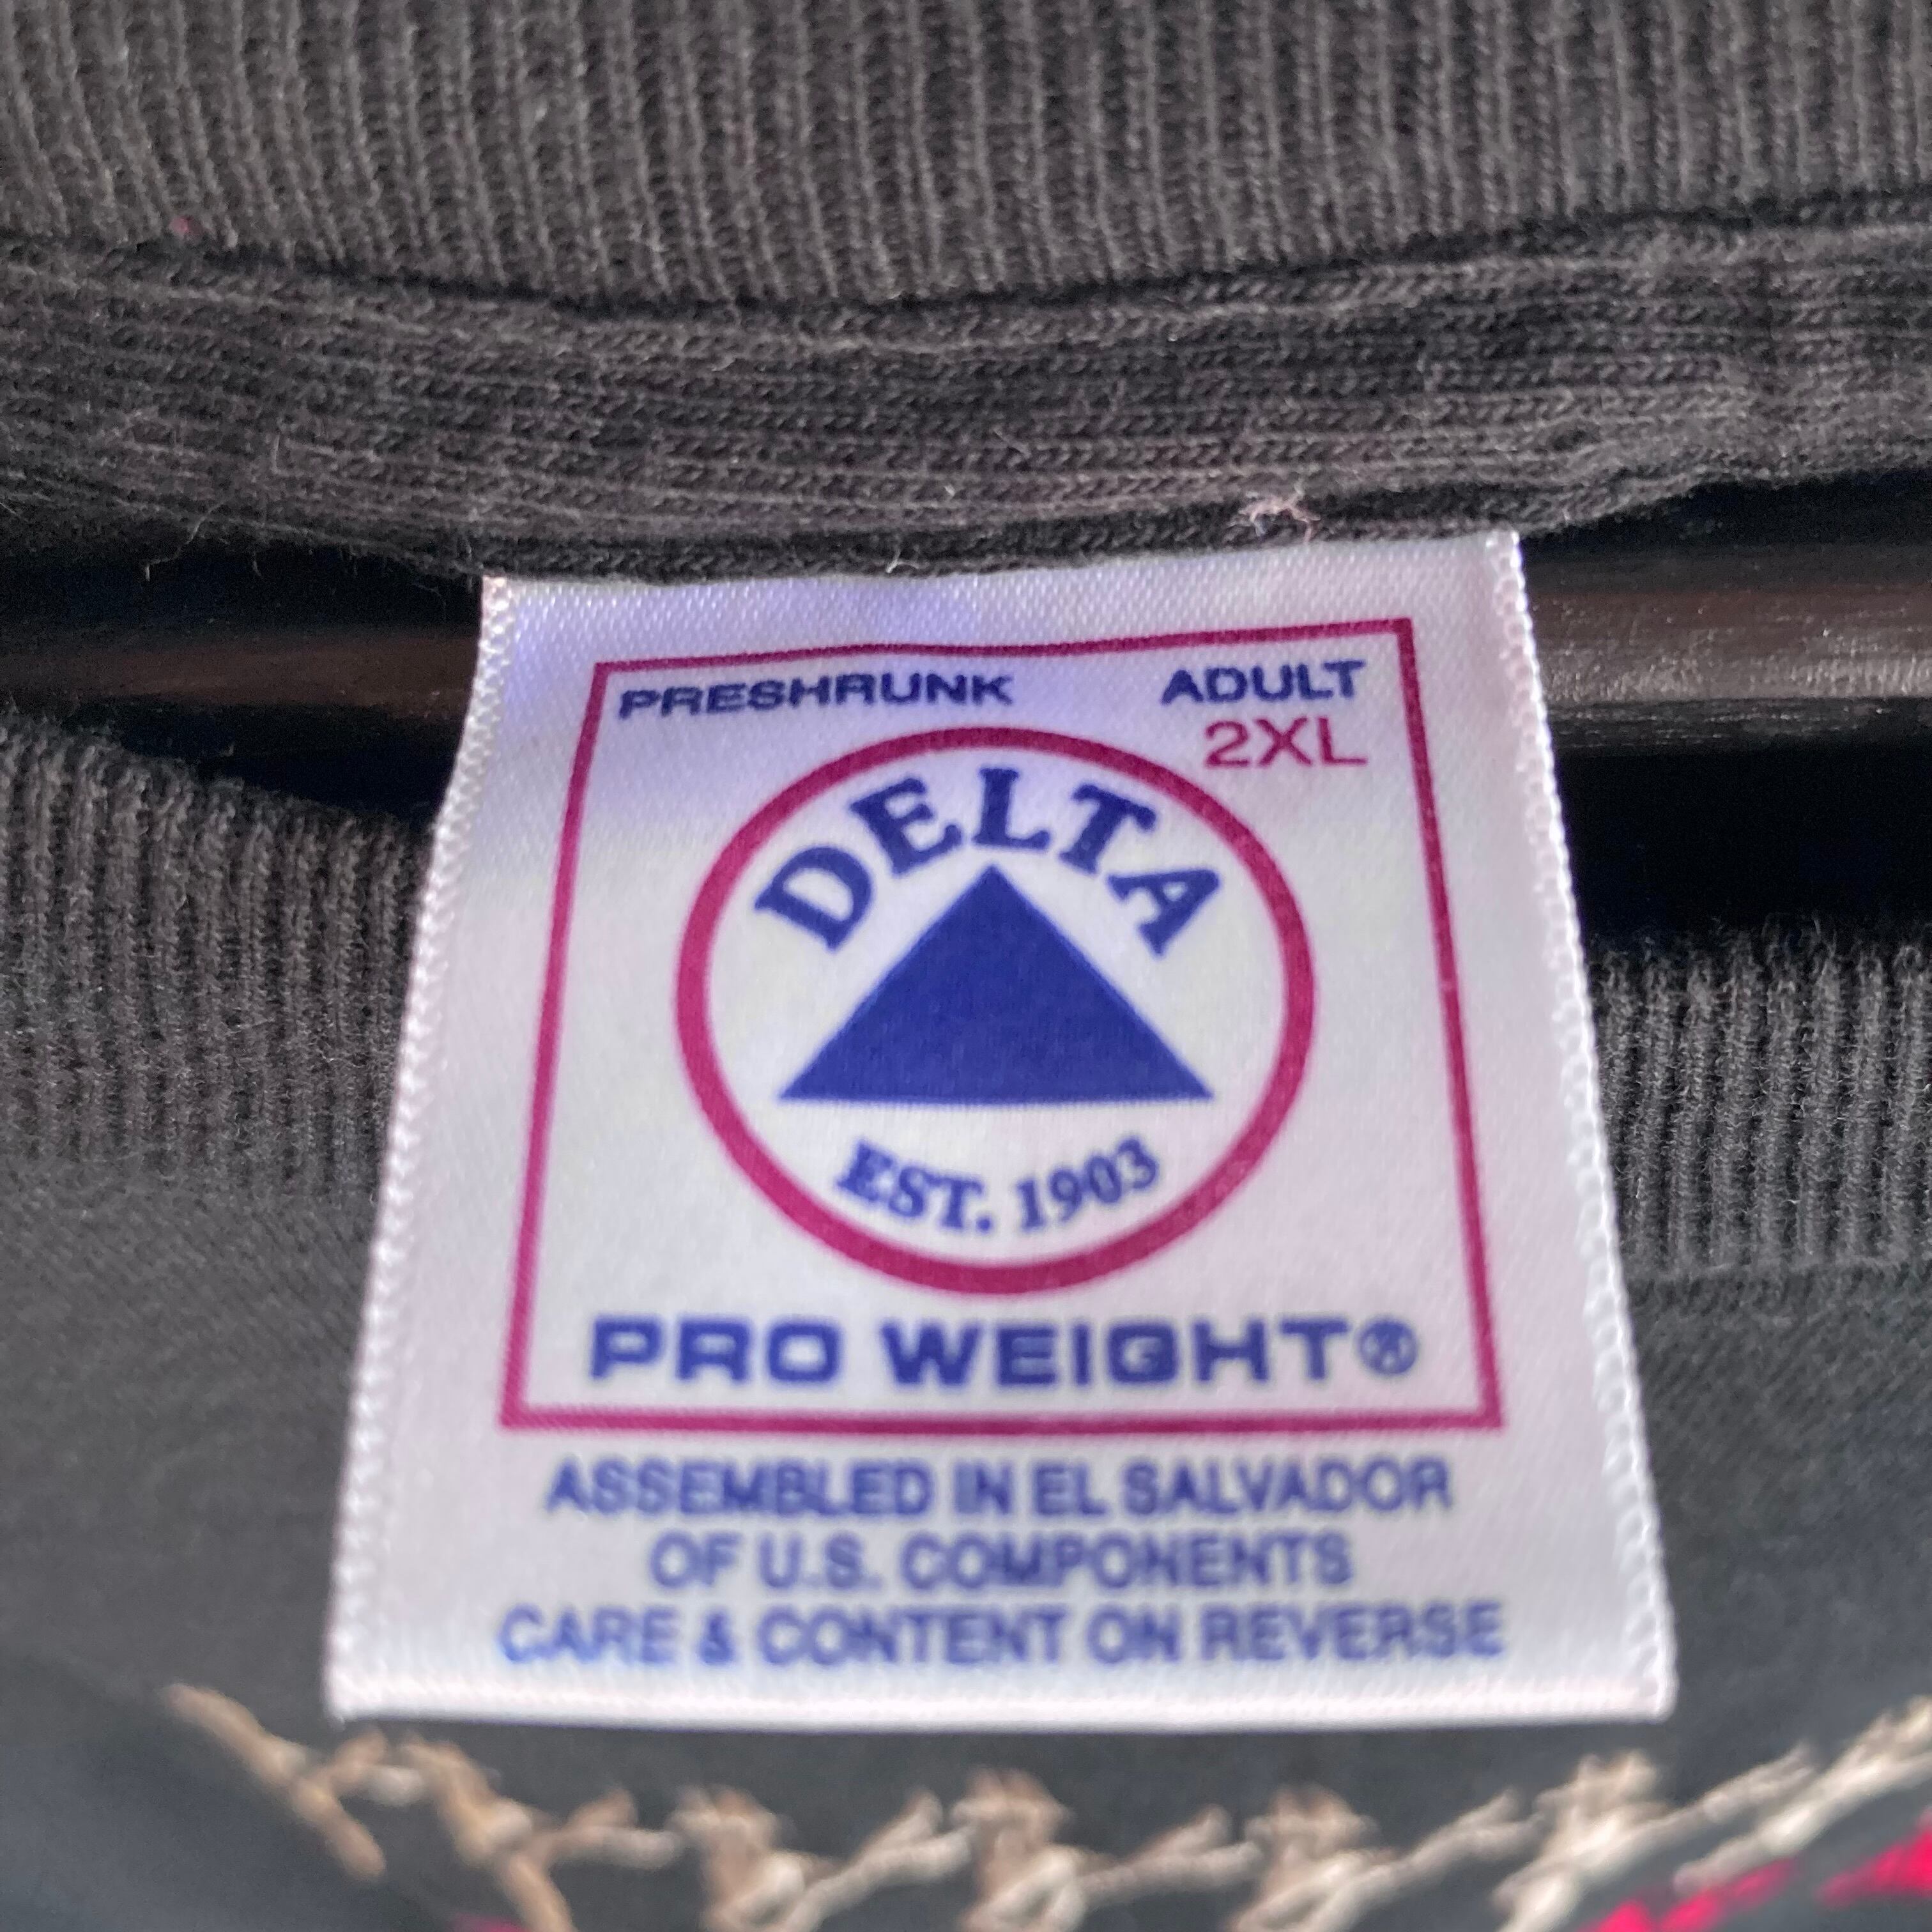 PRESHRUNK ADULT
2XL
DELTA
EST. 1903
PRO WEIGHT®
ASSEMBLED IN EL SALVADOR
OF U.S. COMPONENTS
CARE & CONTENT ON REVERSE